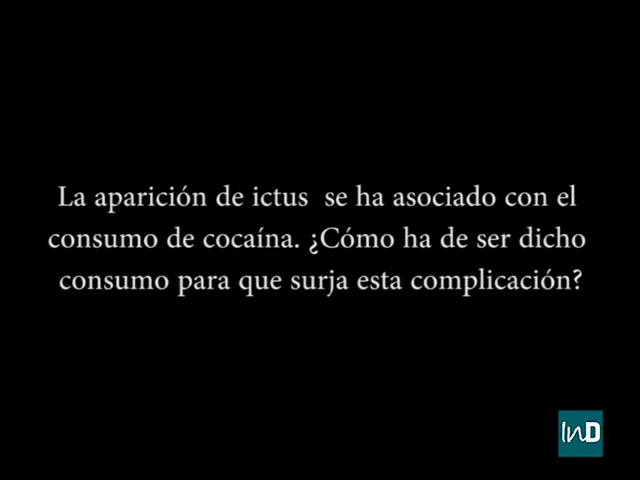 La aparición de ictus  se ha asociado con el
consumo de cocaína. ¿Cómo ha de ser dicho
consumo para que surja esta complicación?
InD